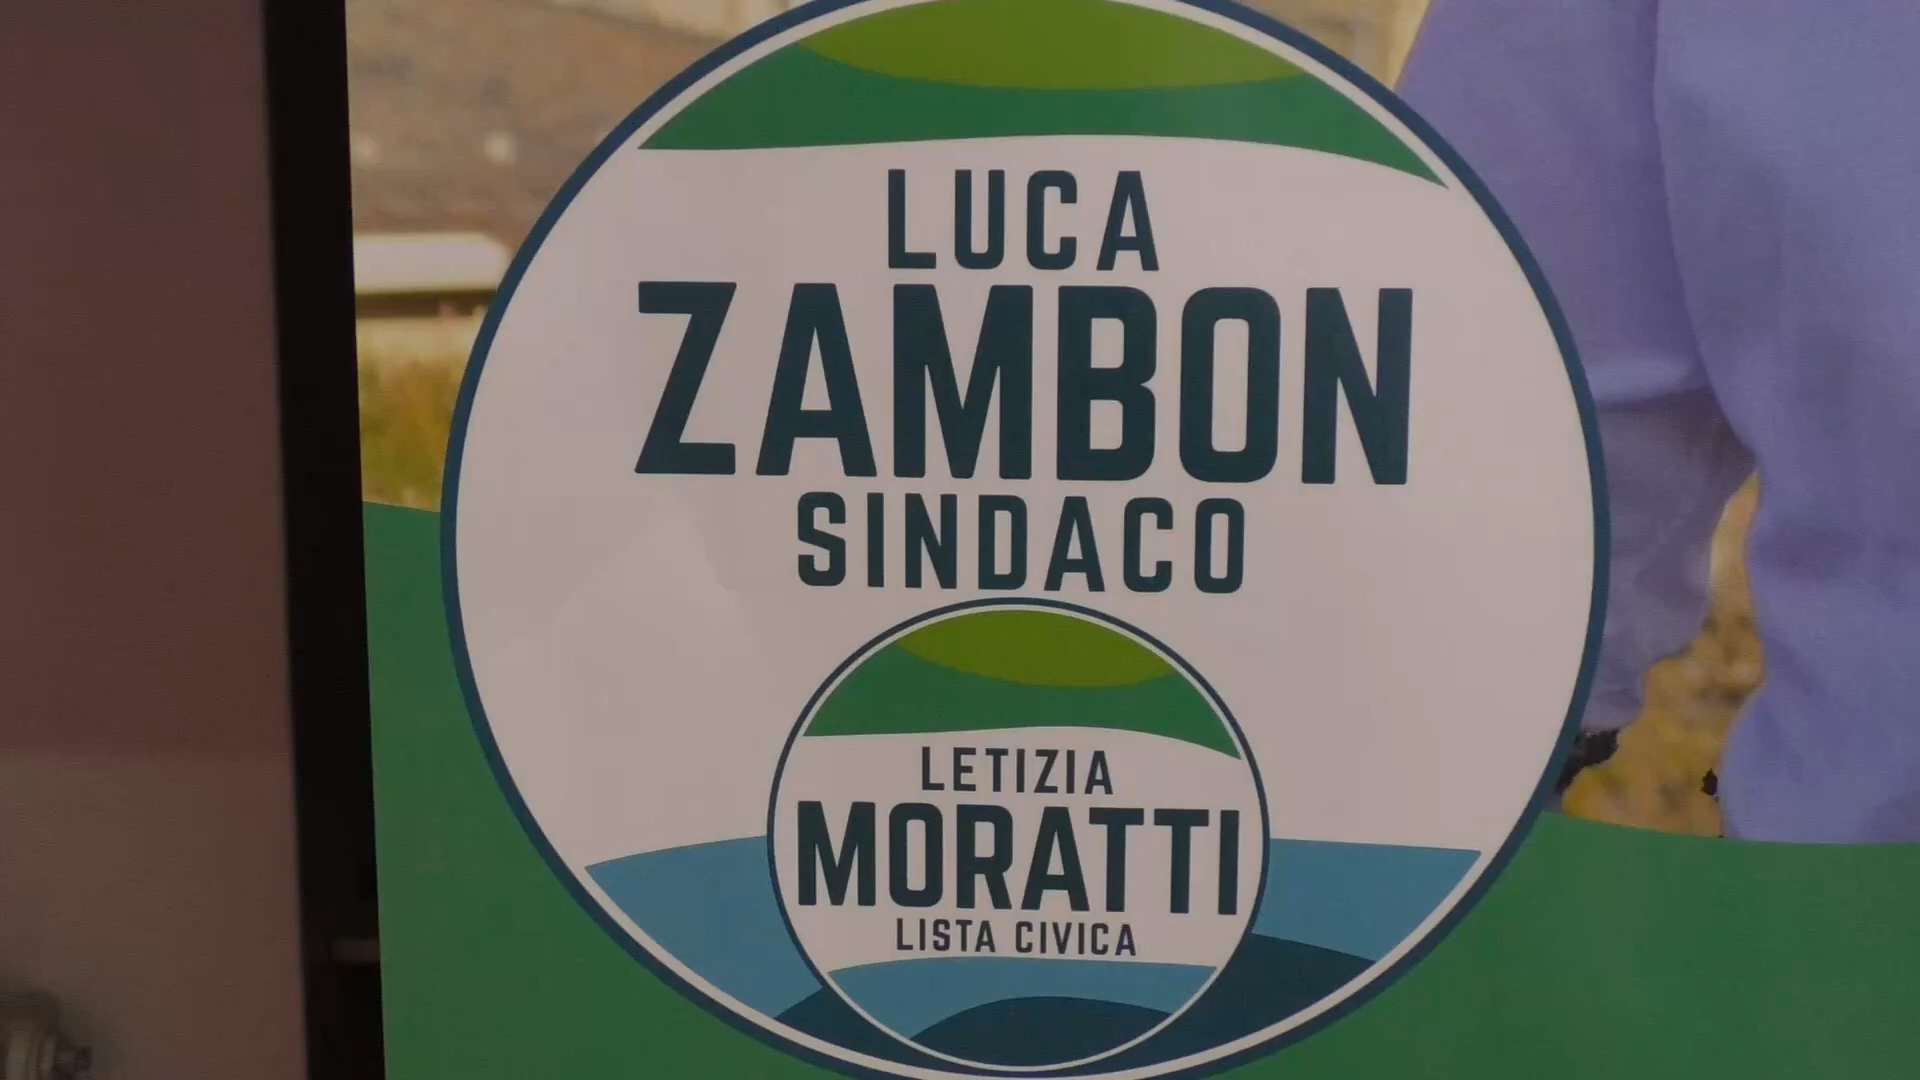 LUCA
ZAMBON
SINDACO
LETIZIA
MORATTI
LISTA CIVICA